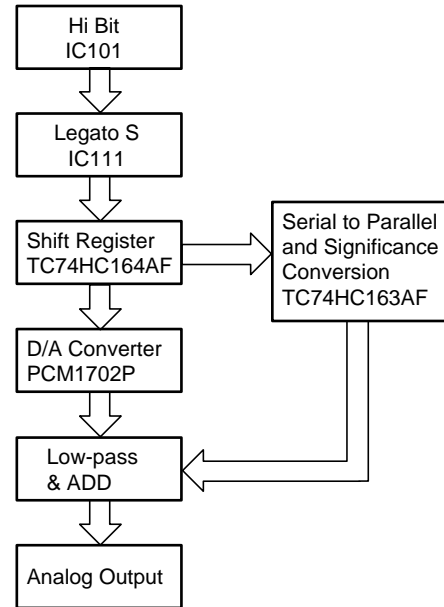 Hi Bit
IC101
Legato S
IC111
Shift Register
TC74HC164AF
Serial to Parallel
and Significance
Conversion
TC74HC163AF
D/A Converter
PCM1702P
Low-pass
& ADD
Analog Output